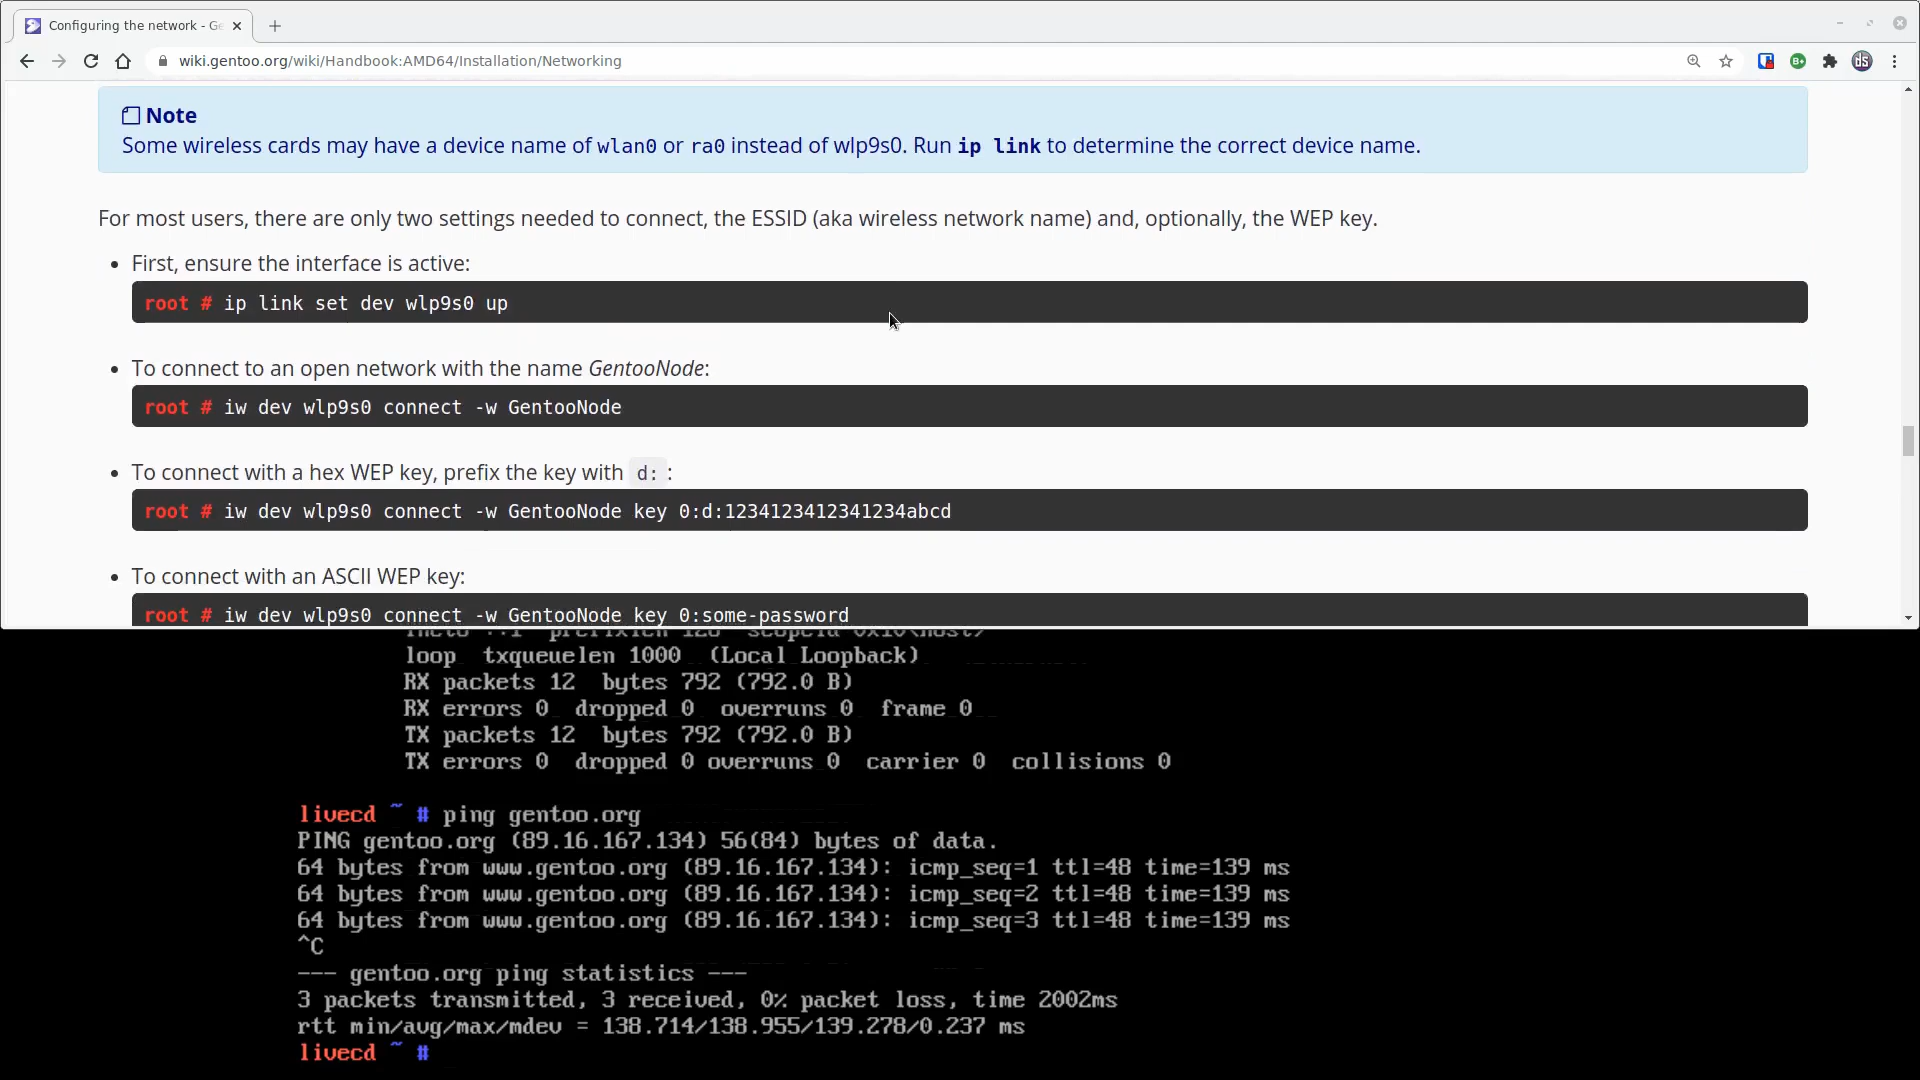 Configuring the network - Ge
wiki.gentoo.org/wiki/Handbook:AMD64/Installation/Networking
Note
Some wireless cards may have a device name of wlan0 or ra0 instead of wlp9s0. Run ip link to determine the correct device name.
For most users, there are only two settings needed to connect, the ESSID (aka wireless network name) and, optionally, the WEP key.
• First, ensure the interface is active:
root # ip link set dev wlp9s0 up
• To connect to an open network with the name GentooNode:
root # iw dev wlp9s0 connect -w GentooNode
• To connect with a hex WEP key, prefix the key with d: :
root # iw dev wlp9s0 connect -w GentooNode key 0:d:1234123412341234abcd
• To connect with an ASCII WEP key:
root # iw dev wlp9s0 connect -w GentooNode key 0:some-password
loop  txqueuelen 1000  (Local Loopback)
RX packets 12  bytes 792 (792.0 B)
RX errors 0  dropped 0  overruns 0  frame 0
TX packets 12  bytes 792 (792.0 B)
TX errors 0  dropped 0 overruns 0  carrier 0  collisions 0
livecd ~ # ping gentoo.org
PING gentoo.org (89.16.167.134) 56(84) bytes of data.
64 bytes from www.gentoo.org (89.16.167.134): icmp_seq=1 ttl=48 time=139 ms
64 bytes from www.gentoo.org (89.16.167.134): icmp_seq=2 ttl=48 time=139 ms
64 bytes from www.gentoo.org (89.16.167.134): icmp_seq=3 ttl=48 time=139 ms
^C
--- gentoo.org ping statistics ---
3 packets transmitted, 3 received, 0% packet loss, time 2002ms
rtt min/avg/max/mdev = 138.714/138.955/139.278/0.237 ms
livecd ~ #